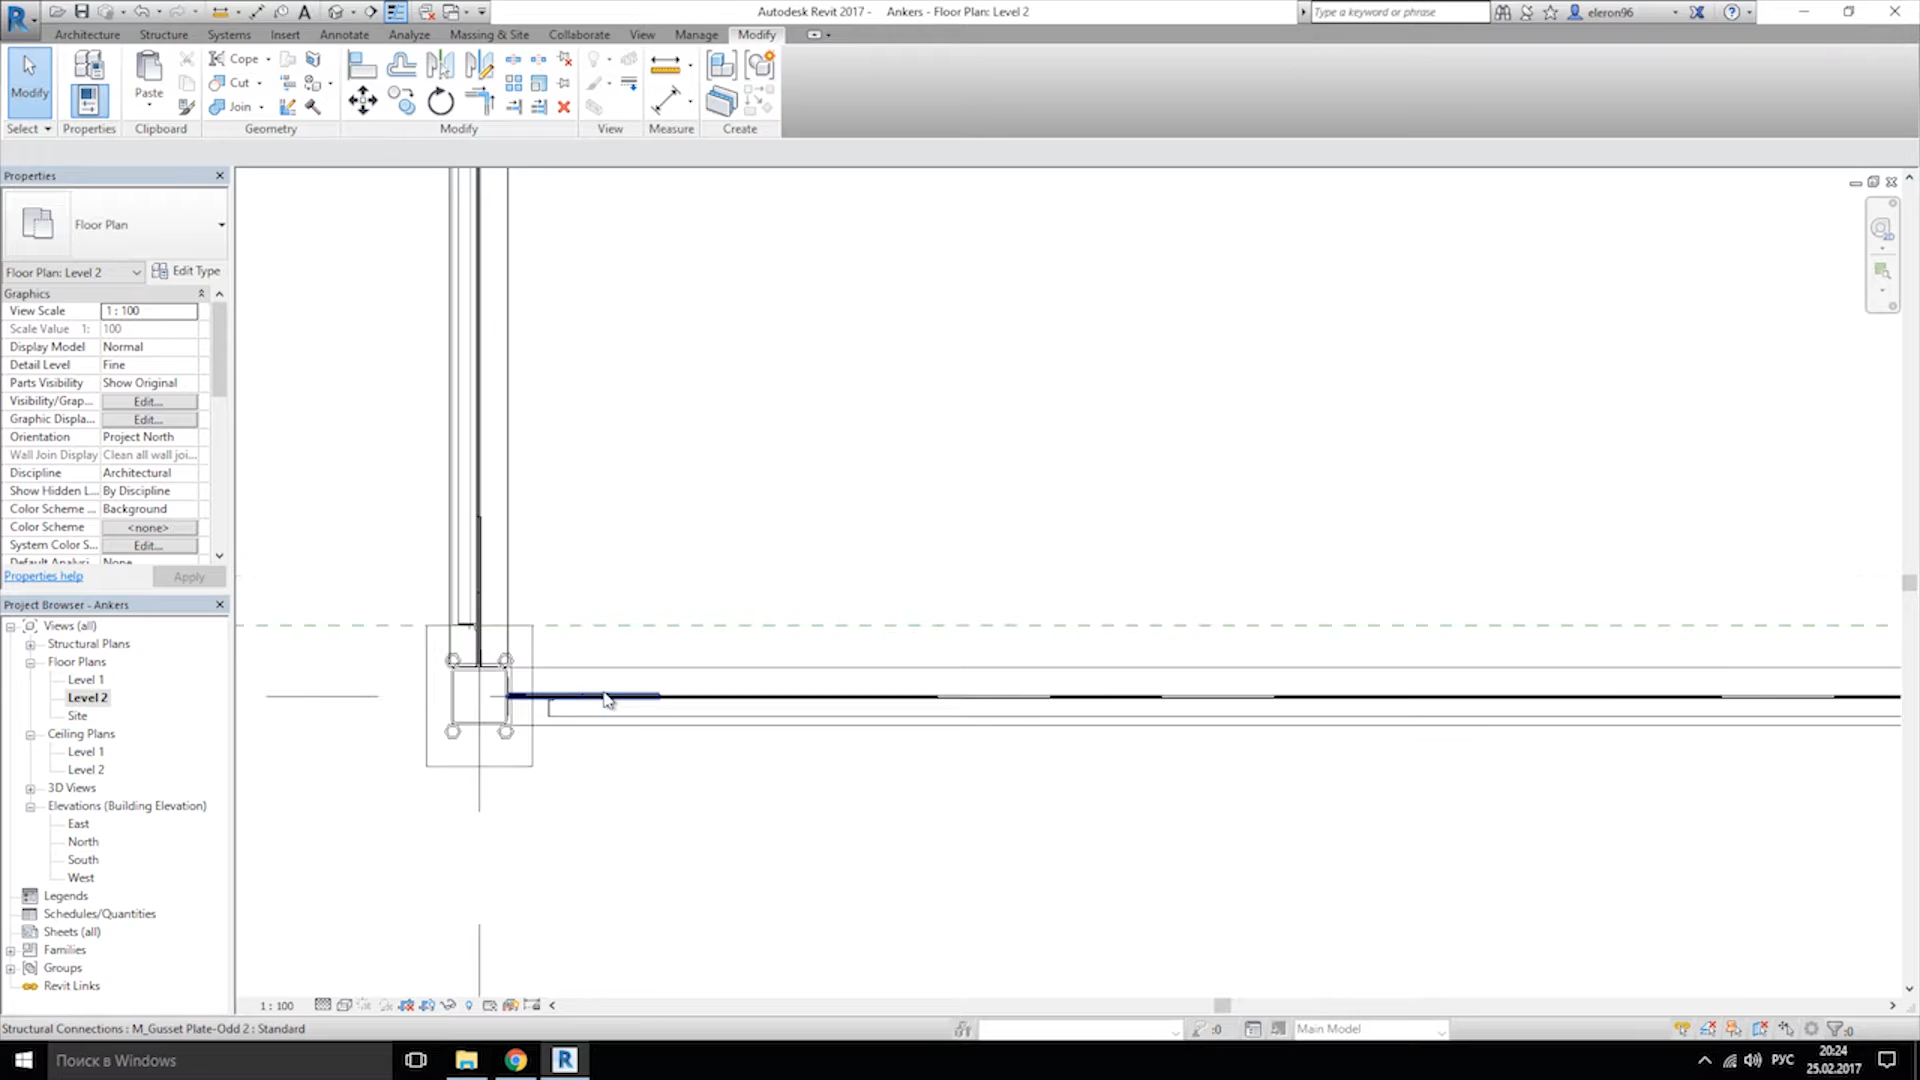 Autodesk Revit 2017 - Ankers - Floor Plan: Level 2
Type a keyword or phrase
eleron96
Architecture Structure Systems Insert Annotate Analyze Massing & Site Collaborate View Manage Modify
Modify
Paste
Cope
Cut
Join
Select Properties Clipboard Geometry Modify View Measure Create
Properties
Floor Plan
Floor Plan: Level 2
Edit Type
Graphics
View Scale 1 : 100
Scale Value 1: 100
Display Model Normal
Detail Level Fine
Parts Visibility Show Original
Visibility/Grap... Edit...
Graphic Displa... Edit...
Orientation Project North
Wall Join Display Clean all wall joi...
Discipline Architectural
Show Hidden L... By Discipline
Color Scheme ... Background
Color Scheme <none>
System Color S... Edit...
Default Analysi... None
Properties help
Apply
Project Browser - Ankers
Views (all)
Structural Plans
Floor Plans
Level 1
Level 2
Site
Ceiling Plans
Level 1
Level 2
3D Views
Elevations (Building Elevation)
East
North
South
West
Legends
Schedules/Quantities
Sheets (all)
Families
Groups
Revit Links
1 : 100
Structural Connections : M_Gusset Plate-Odd 2 : Standard
:0
Main Model
:0
Поиск в Windows
РУС
20:24
25.02.2017